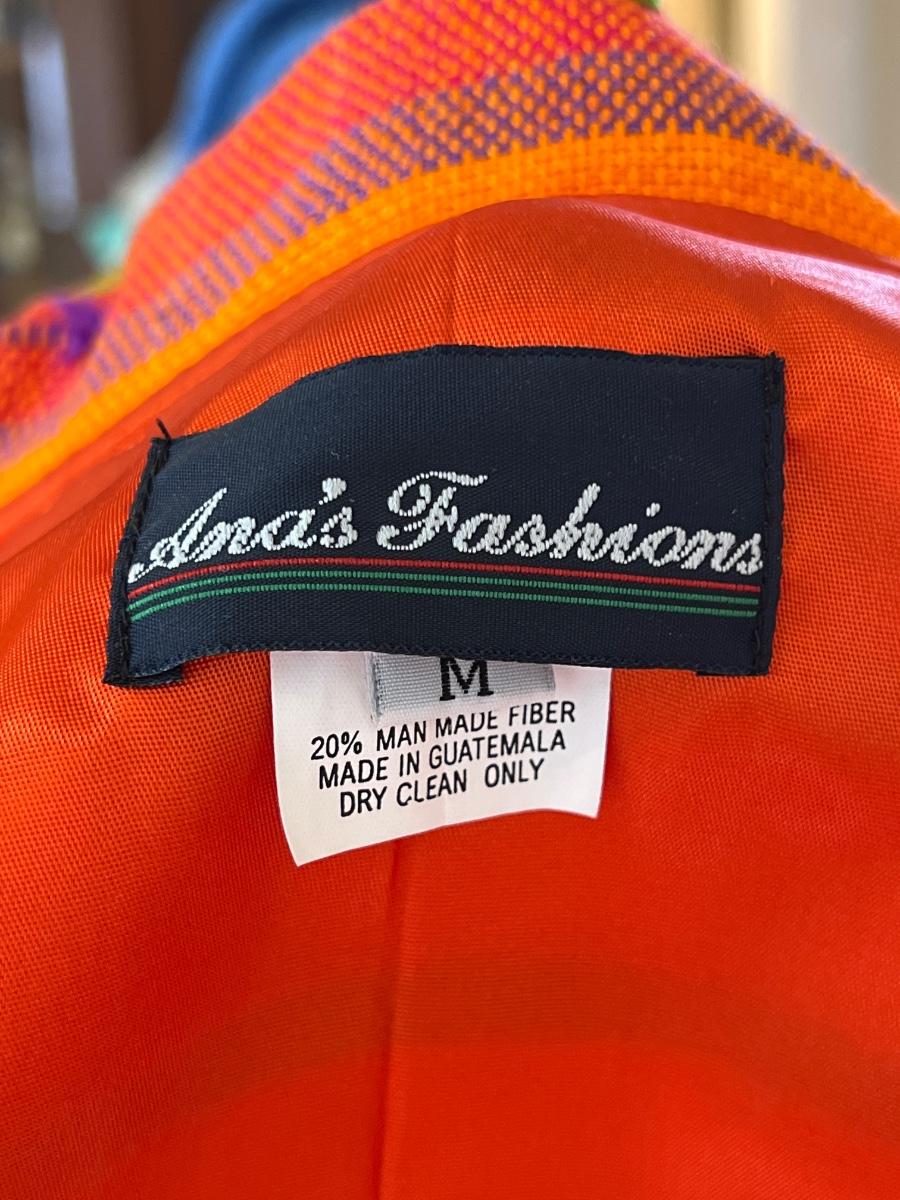 Ana's Fashions
M
20% MAN MADE FIBER
MADE IN GUATEMALA
DRY CLEAN ONLY